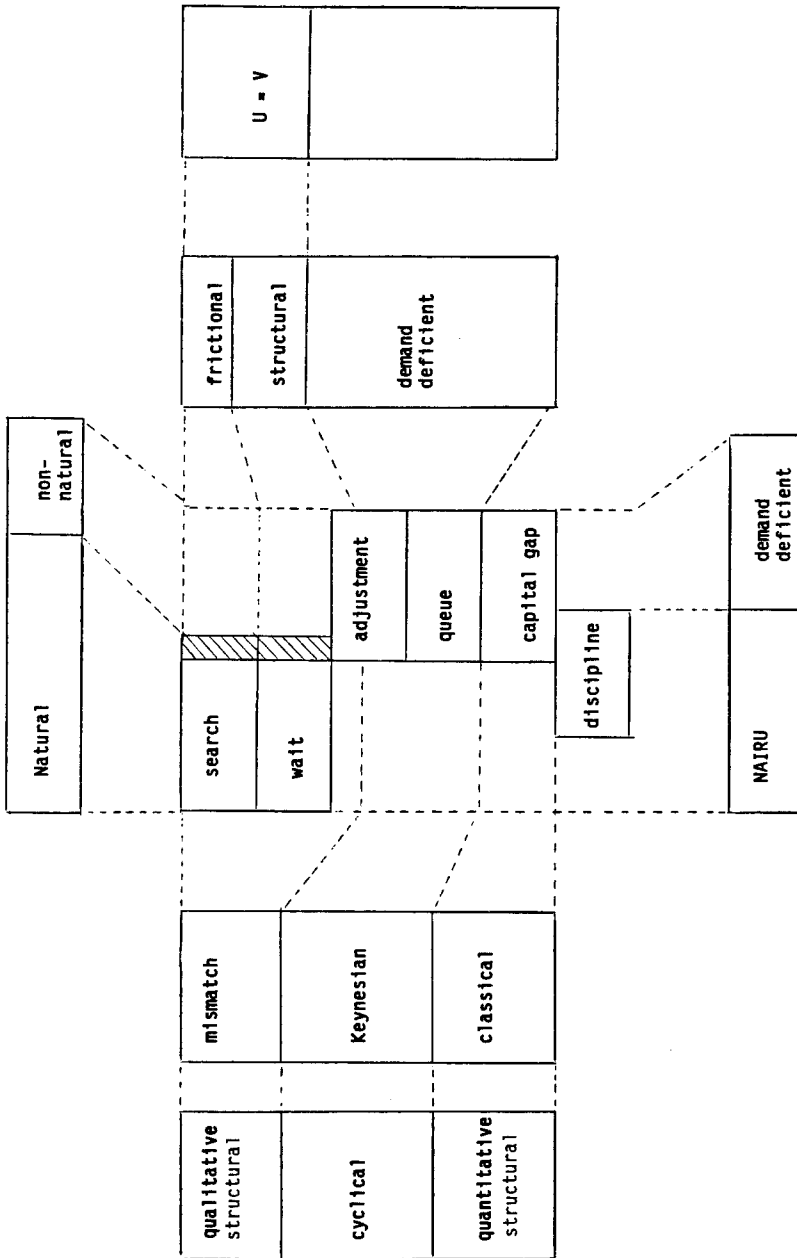 Natural
non-
natural
qualitative
structural
cyclical
quantitative
structural
mismatch
Keynesian
classical
search
wait
adjustment
queue
capital gap
discipline
frictional
structural
demand
deficient
U = V
NAIRU
demand
deficient